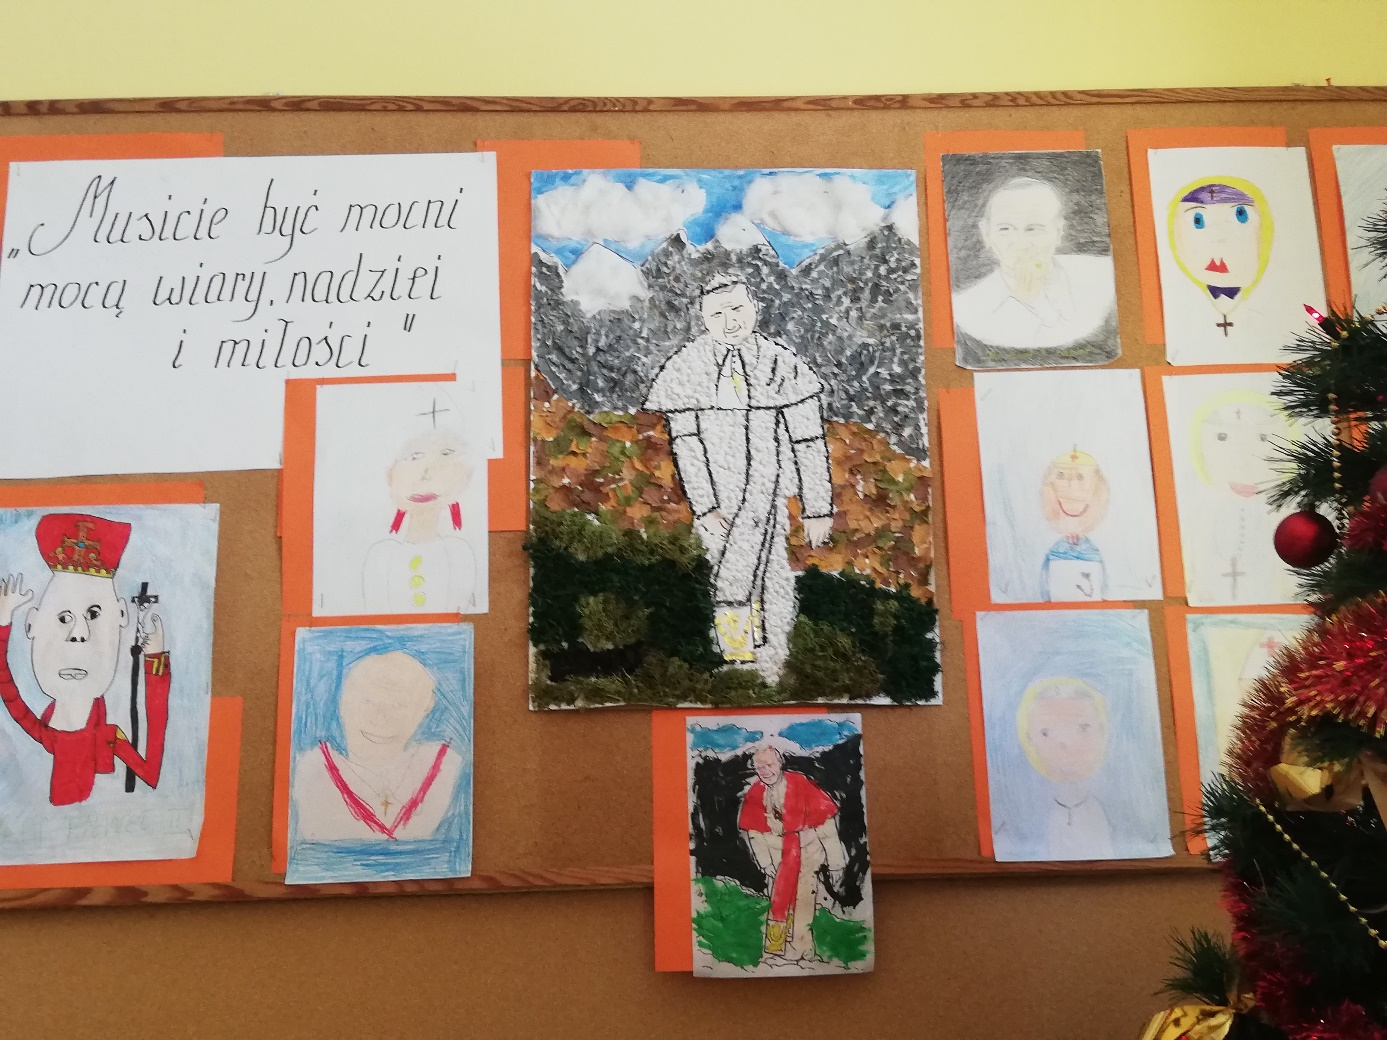 „Musicie być mocni
mocą wiary, nadziei
i miłości"